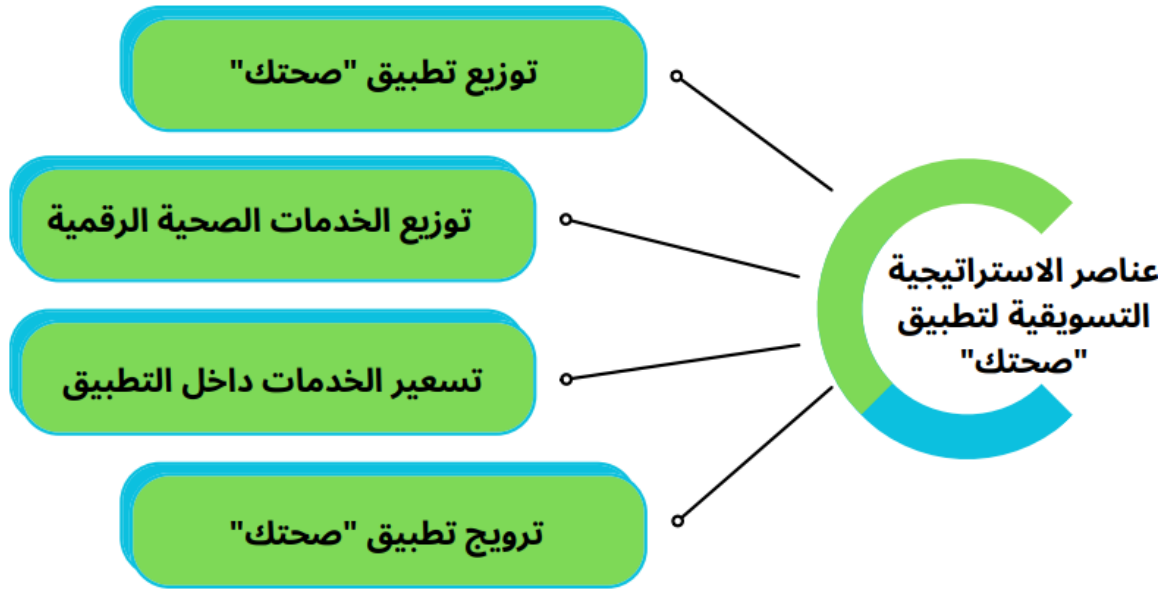 عناصر الاستراتيجية
التسويقية لتطبيق
"صحتك"
توزيع تطبيق "صحتك"
توزيع الخدمات الصحية الرقمية
تسعير الخدمات داخل التطبيق
ترويج تطبيق "صحتك"